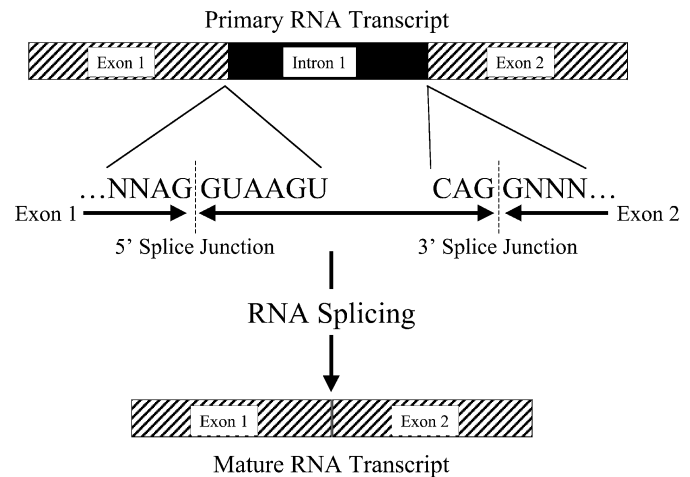 Primary RNA Transcript
Exon 1 Intron 1 Exon 2
…NNAG GUAAGU CAG GNNN…
Exon 1 Exon 2
5’ Splice Junction 3’ Splice Junction
RNA Splicing
Exon 1 Exon 2
Mature RNA Transcript